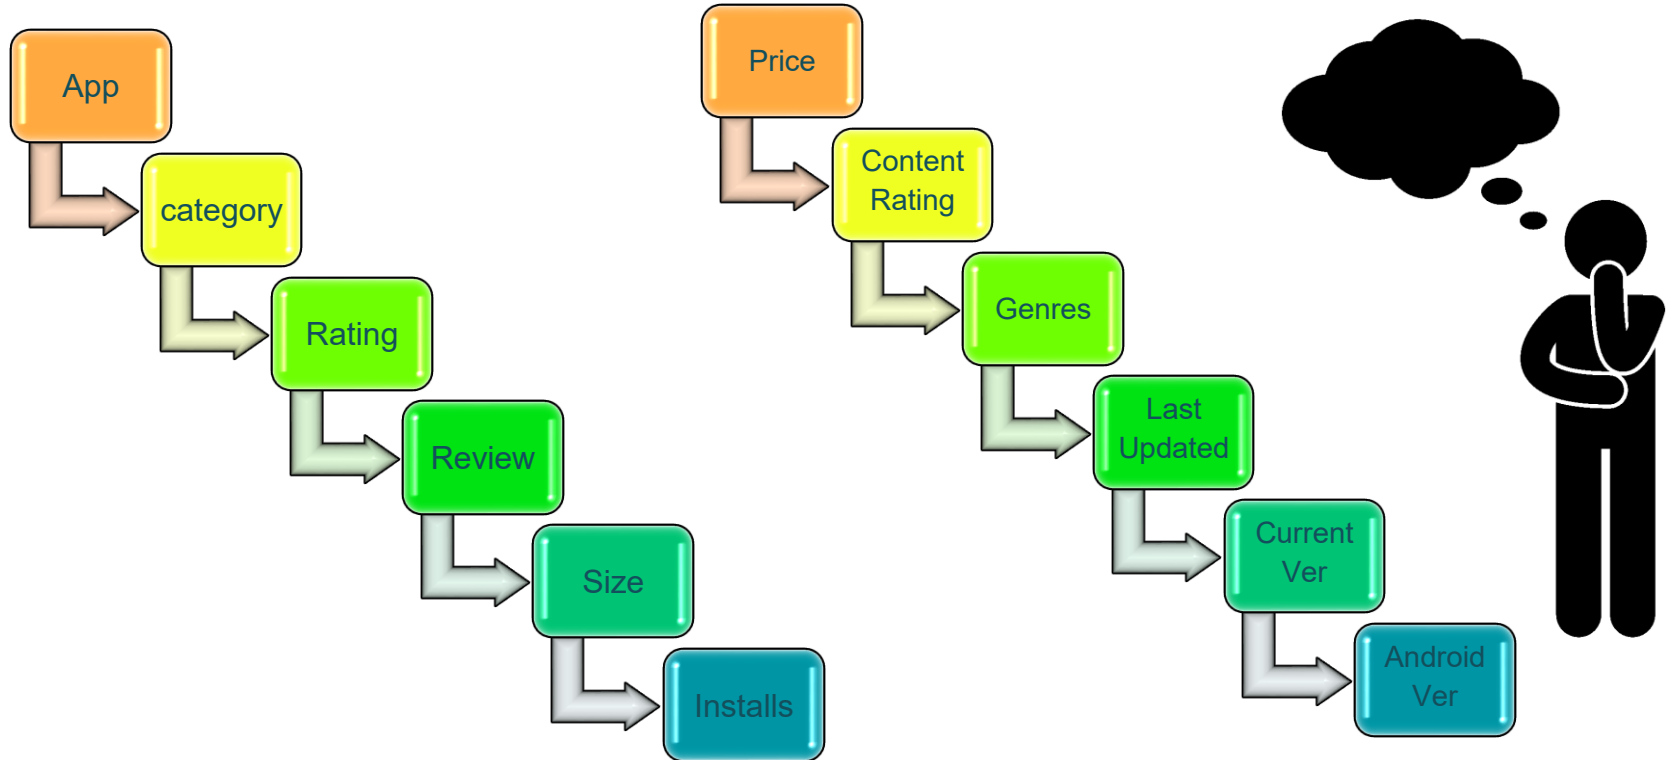 App
category
Rating
Review
Size
Installs
Price
Content
Rating
Genres
Last
Updated
Current
Ver
Android
Ver